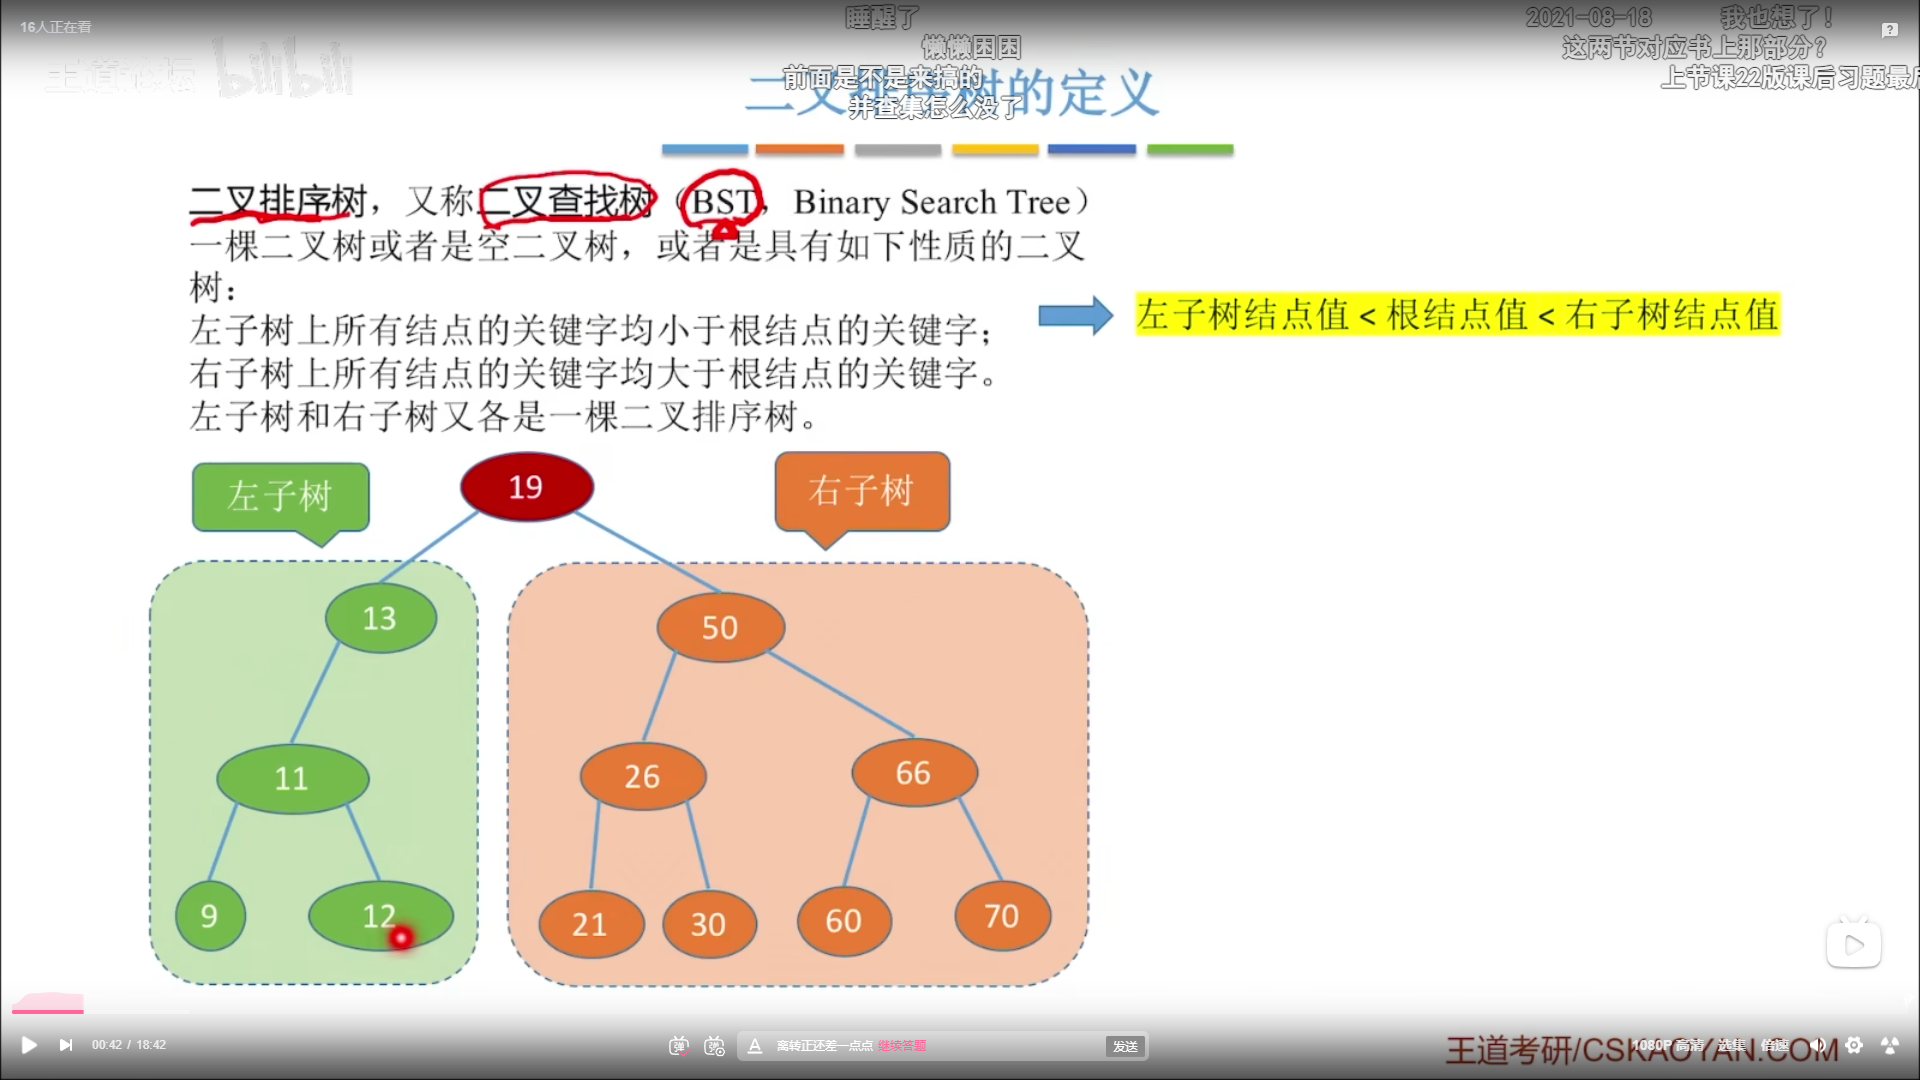 16人正在看
睡醒了
2021-08-18
我也想了！
懒懒困困
这两节对应书上那部分？
王道论坛 bilibili
前面是不是来搞的
上节课22版课后习题最后
二叉排序树的定义
并查集怎么没了
二叉排序树，又称二叉查找树（BST，Binary Search Tree）
一棵二叉树或者是空二叉树，或者是具有如下性质的二叉
树：
左子树上所有结点的关键字均小于根结点的关键字；
右子树上所有结点的关键字均大于根结点的关键字。
左子树和右子树又各是一棵二叉排序树。
左子树结点值 < 根结点值 < 右子树结点值
左子树
19
右子树
13
50
11
26
66
9
12
21
30
60
70
00:42 / 18:42
弹
弹
A
离转正还差一点点 继续答题
发送
王道考研/CSKAOYAN.COM
1080P 高清
选集
倍速